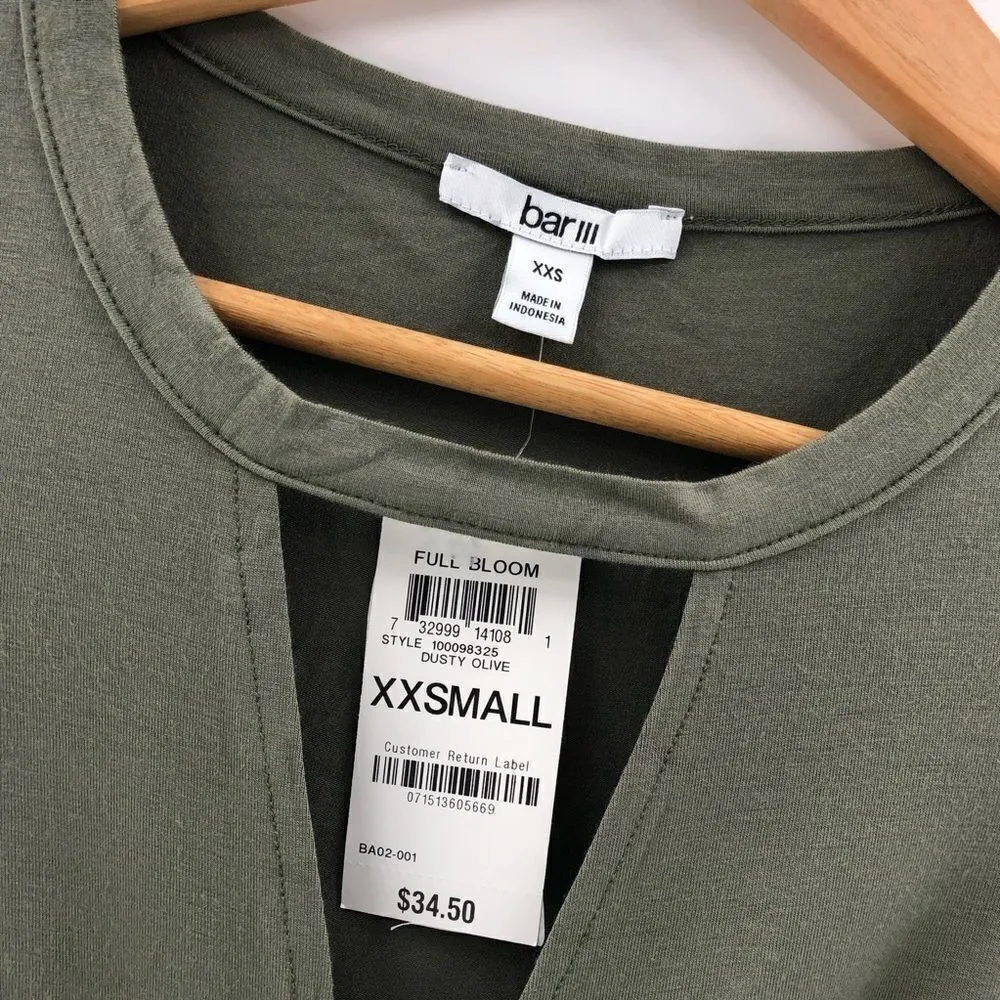 bar III
XXS
MADE IN
INDONESIA
FULL BLOOM
7 32999 14108 1
STYLE 100098325
DUSTY OLIVE
XXSMALL
Customer Return Label
071513605669
BA02-001
$34.50